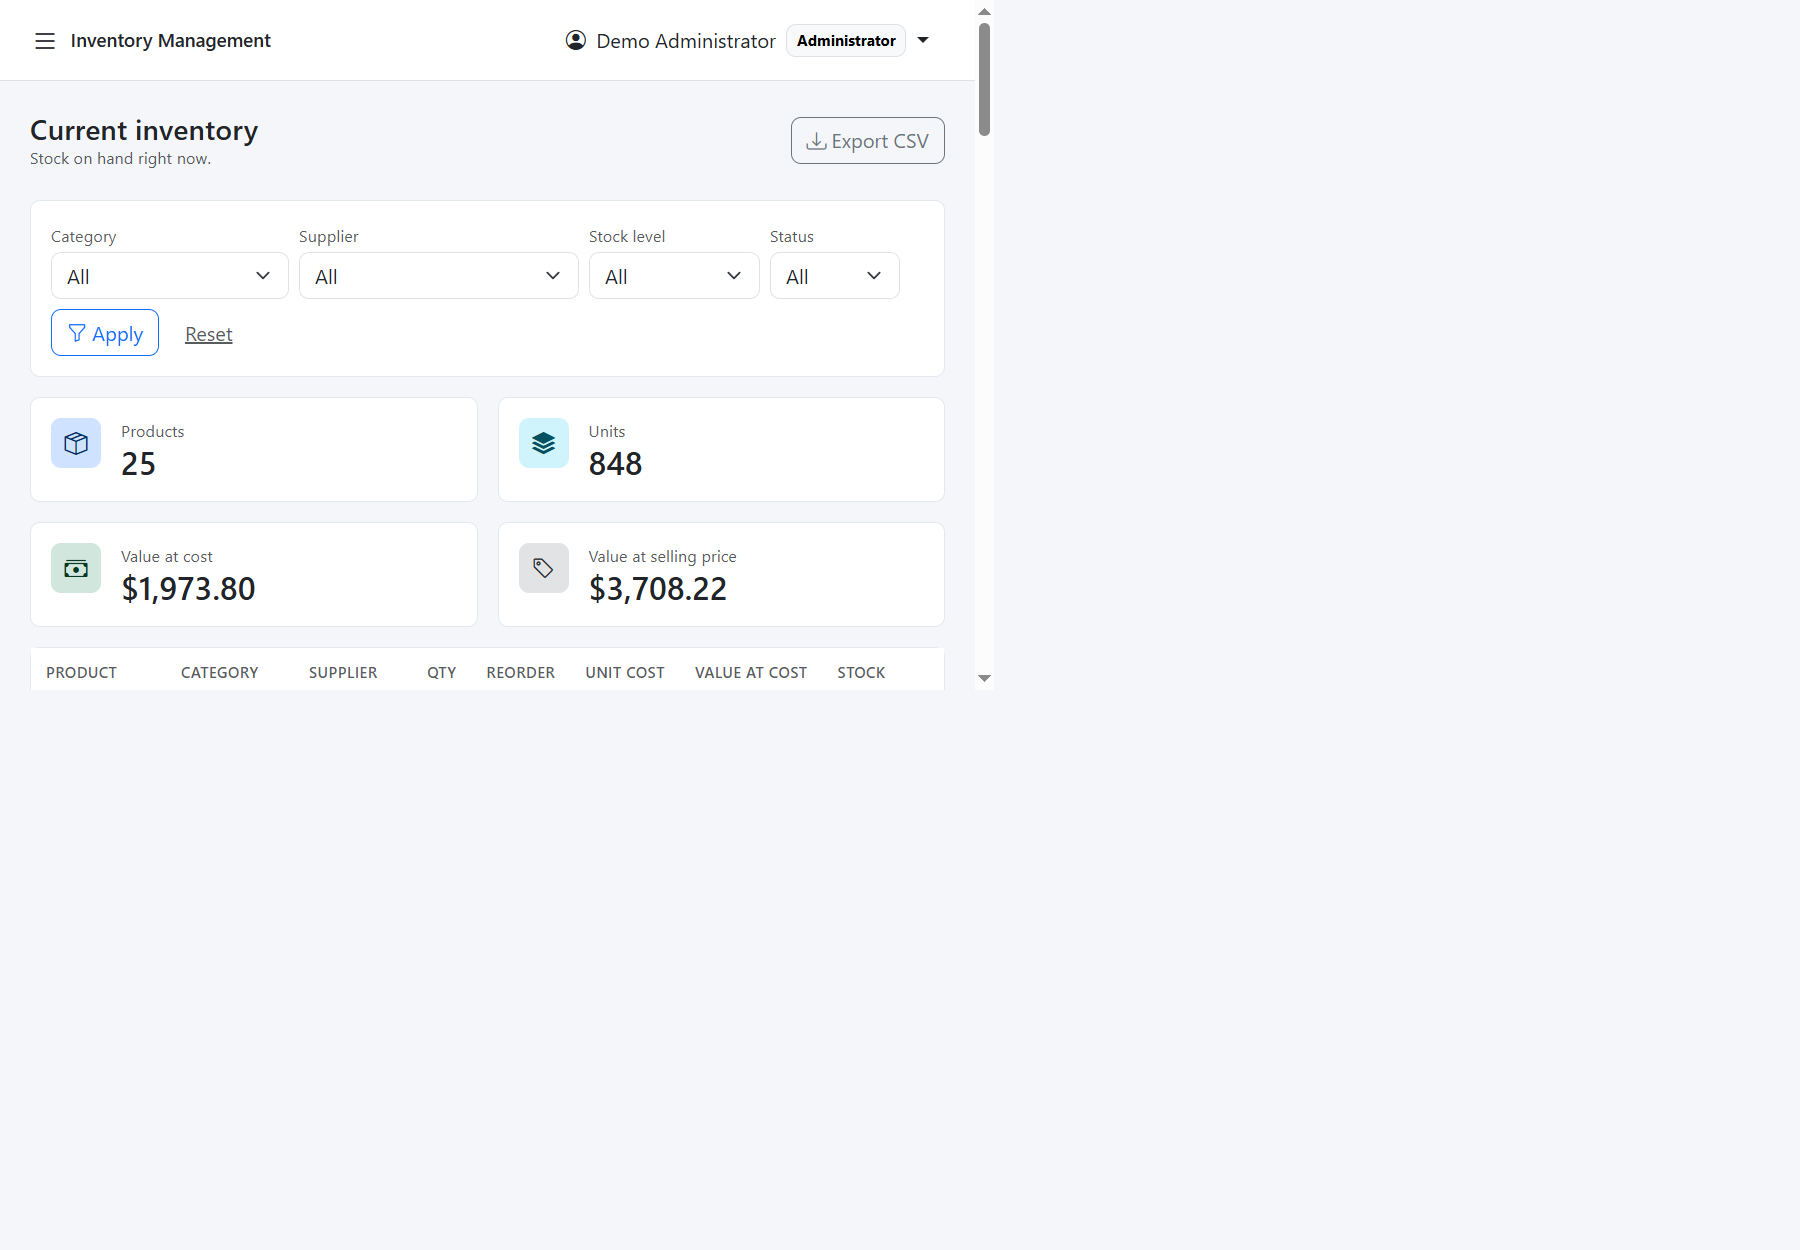 Inventory Management
Demo Administrator Administrator
Current inventory
Stock on hand right now.
Export CSV
Category Supplier Stock level Status
All All All All
Apply Reset
Products
25
Units
848
Value at cost
$1,973.80
Value at selling price
$3,708.22
PRODUCT CATEGORY SUPPLIER QTY REORDER UNIT COST VALUE AT COST STOCK